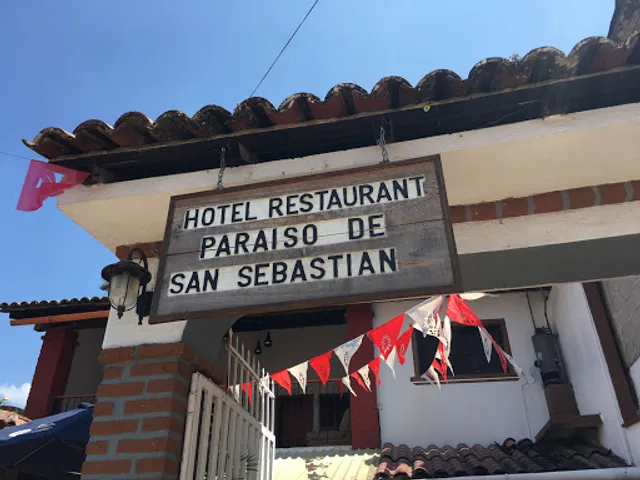 HOTEL RESTAURANT
PARAISO DE
SAN SEBASTIAN